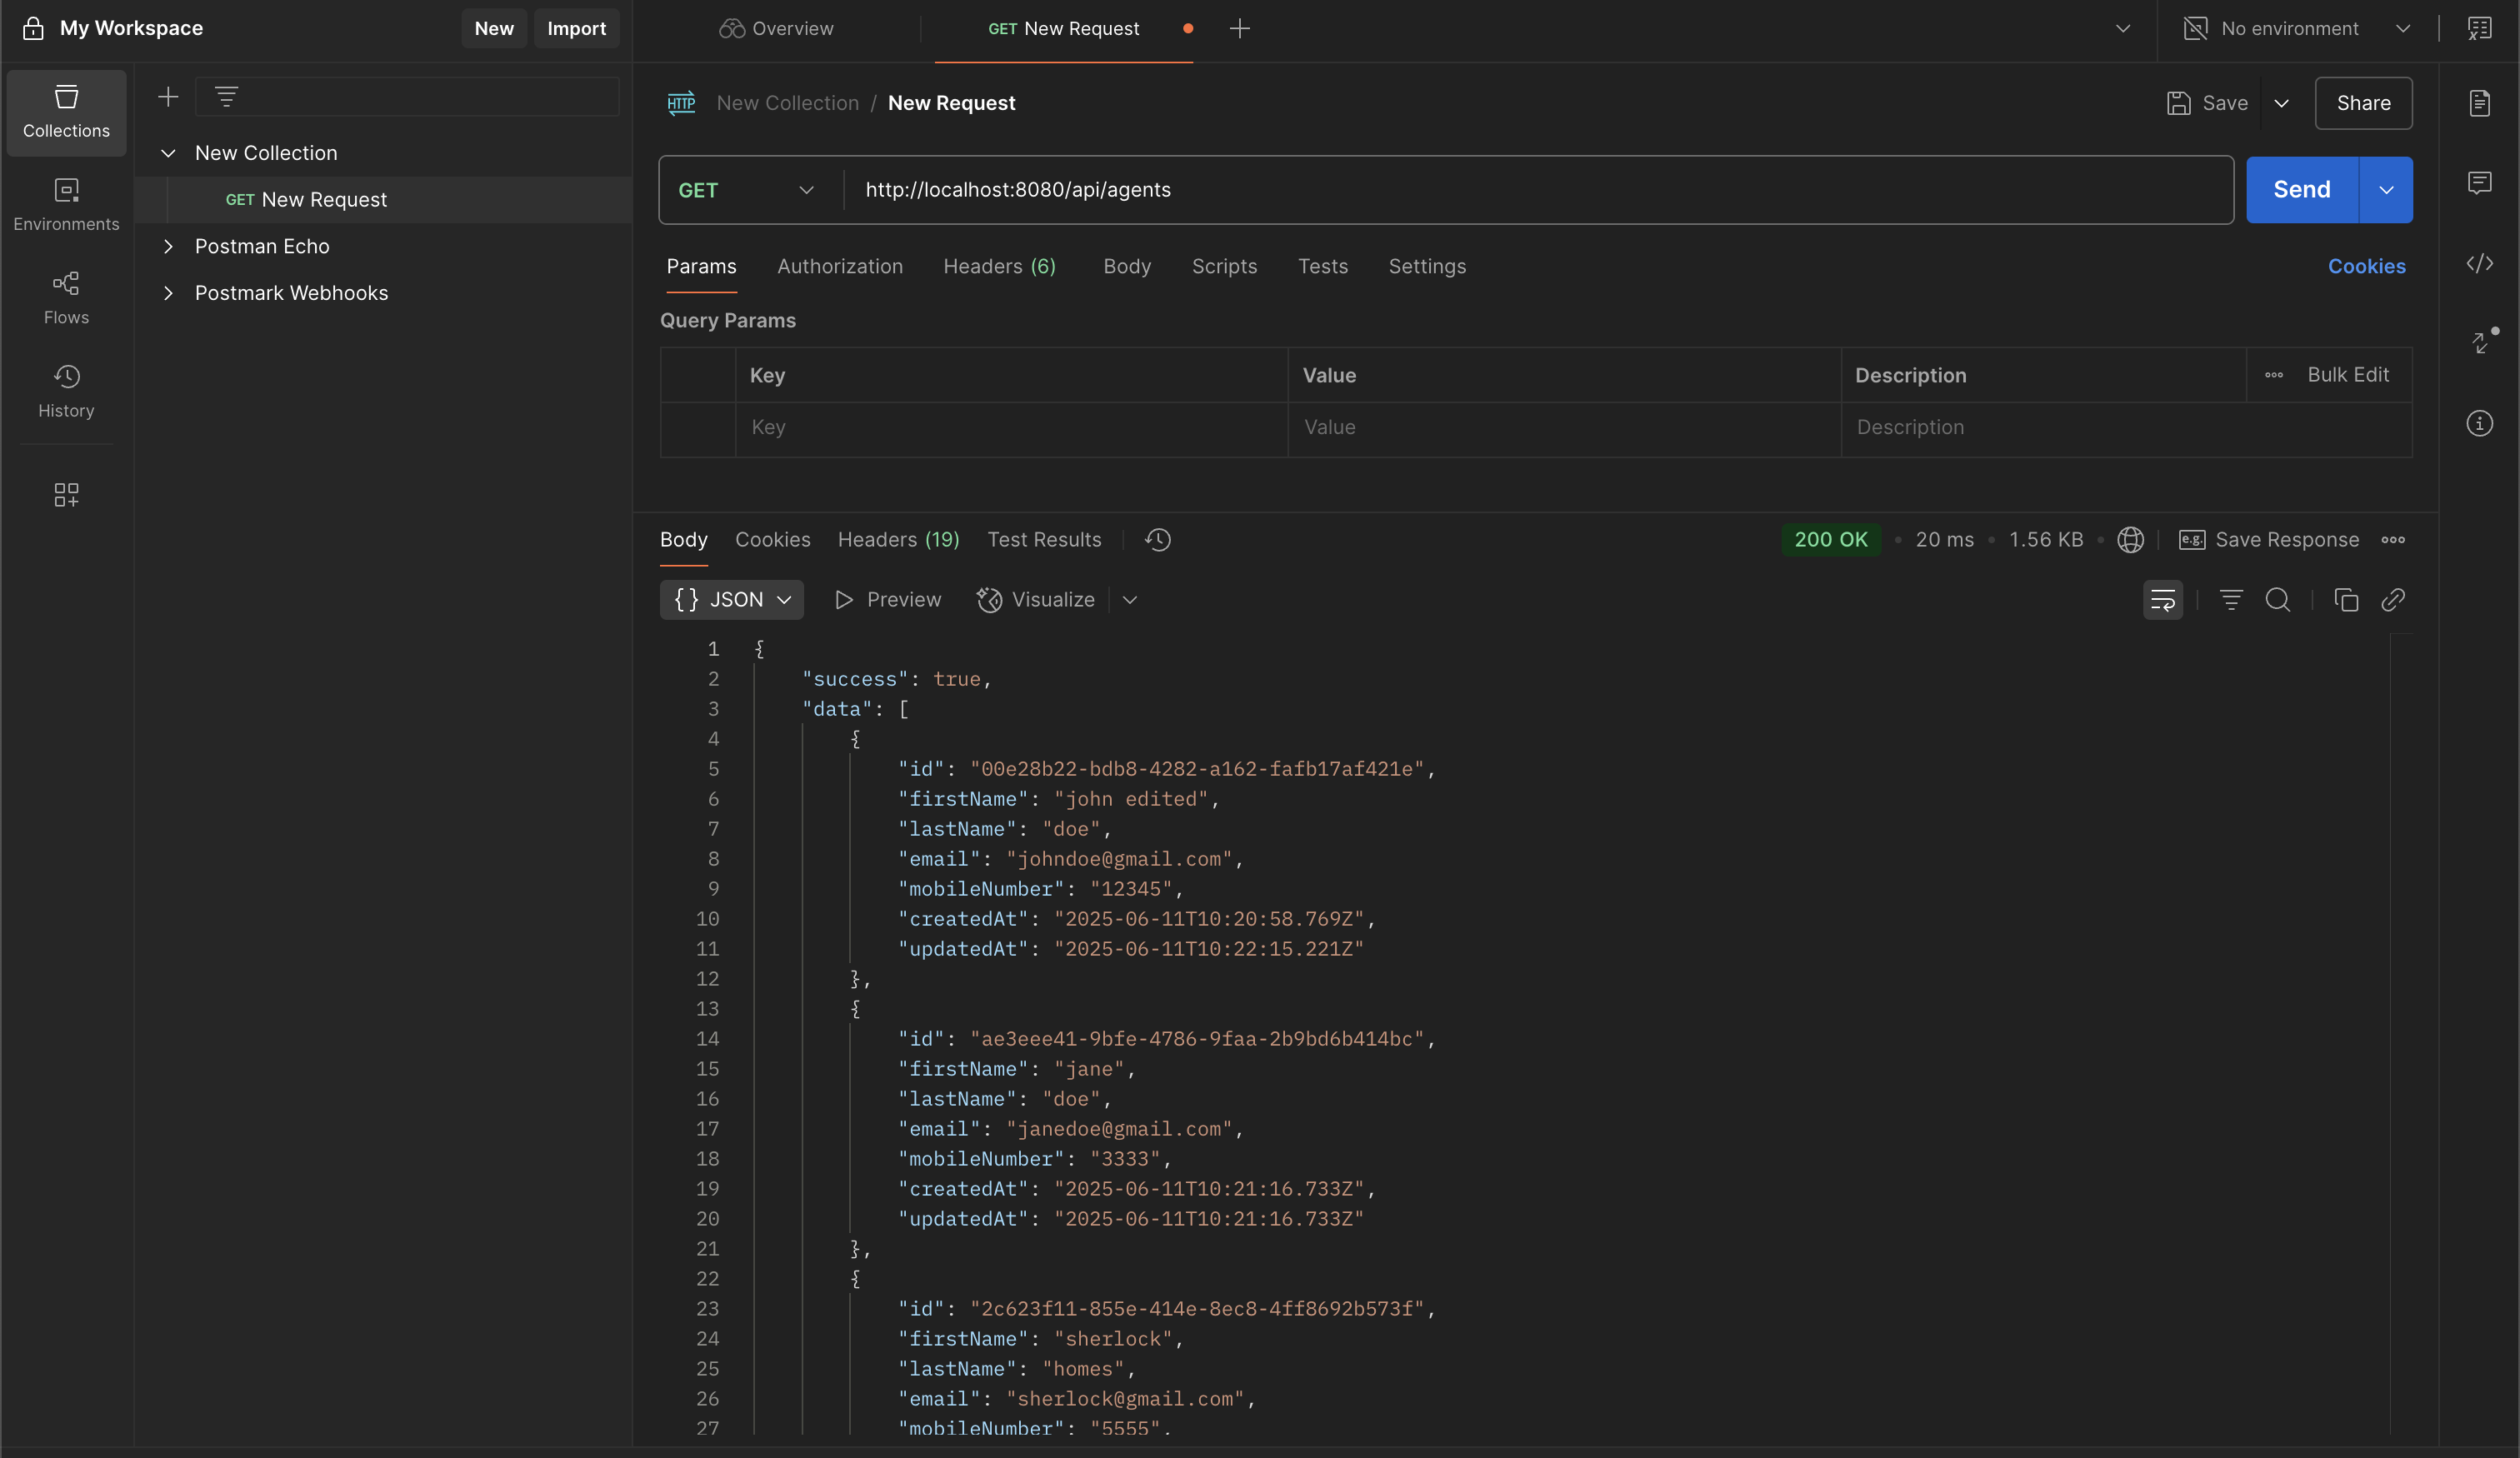 My Workspace
New
Import
Overview
GET New Request
No environment
Collections
Environments
Flows
History
New Collection
GET New Request
Postman Echo
Postmark Webhooks
HTTP
New Collection / New Request
Save
Share
GET
http://localhost:8080/api/agents
Send
Params
Authorization
Headers (6)
Body
Scripts
Tests
Settings
Cookies
Query Params
Key
Value
Description
Bulk Edit
Key
Value
Description
Body
Cookies
Headers (19)
Test Results
200 OK
20 ms
1.56 KB
e.g.
Save Response
{} JSON
Preview
Visualize
1 {
2 "success": true,
3 "data": [
4 {
5 "id": "00e28b22-bdb8-4282-a162-fafb17af421e",
6 "firstName": "john edited",
7 "lastName": "doe",
8 "email": "johndoe@gmail.com",
9 "mobileNumber": "12345",
10 "createdAt": "2025-06-11T10:20:58.769Z",
11 "updatedAt": "2025-06-11T10:22:15.221Z"
12 },
13 {
14 "id": "ae3eee41-9bfe-4786-9faa-2b9bd6b414bc",
15 "firstName": "jane",
16 "lastName": "doe",
17 "email": "janedoe@gmail.com",
18 "mobileNumber": "3333",
19 "createdAt": "2025-06-11T10:21:16.733Z",
20 "updatedAt": "2025-06-11T10:21:16.733Z"
21 },
22 {
23 "id": "2c623f11-855e-414e-8ec8-4ff8692b573f",
24 "firstName": "sherlock",
25 "lastName": "homes",
26 "email": "sherlock@gmail.com",
27 "mobileNumber": "5555",